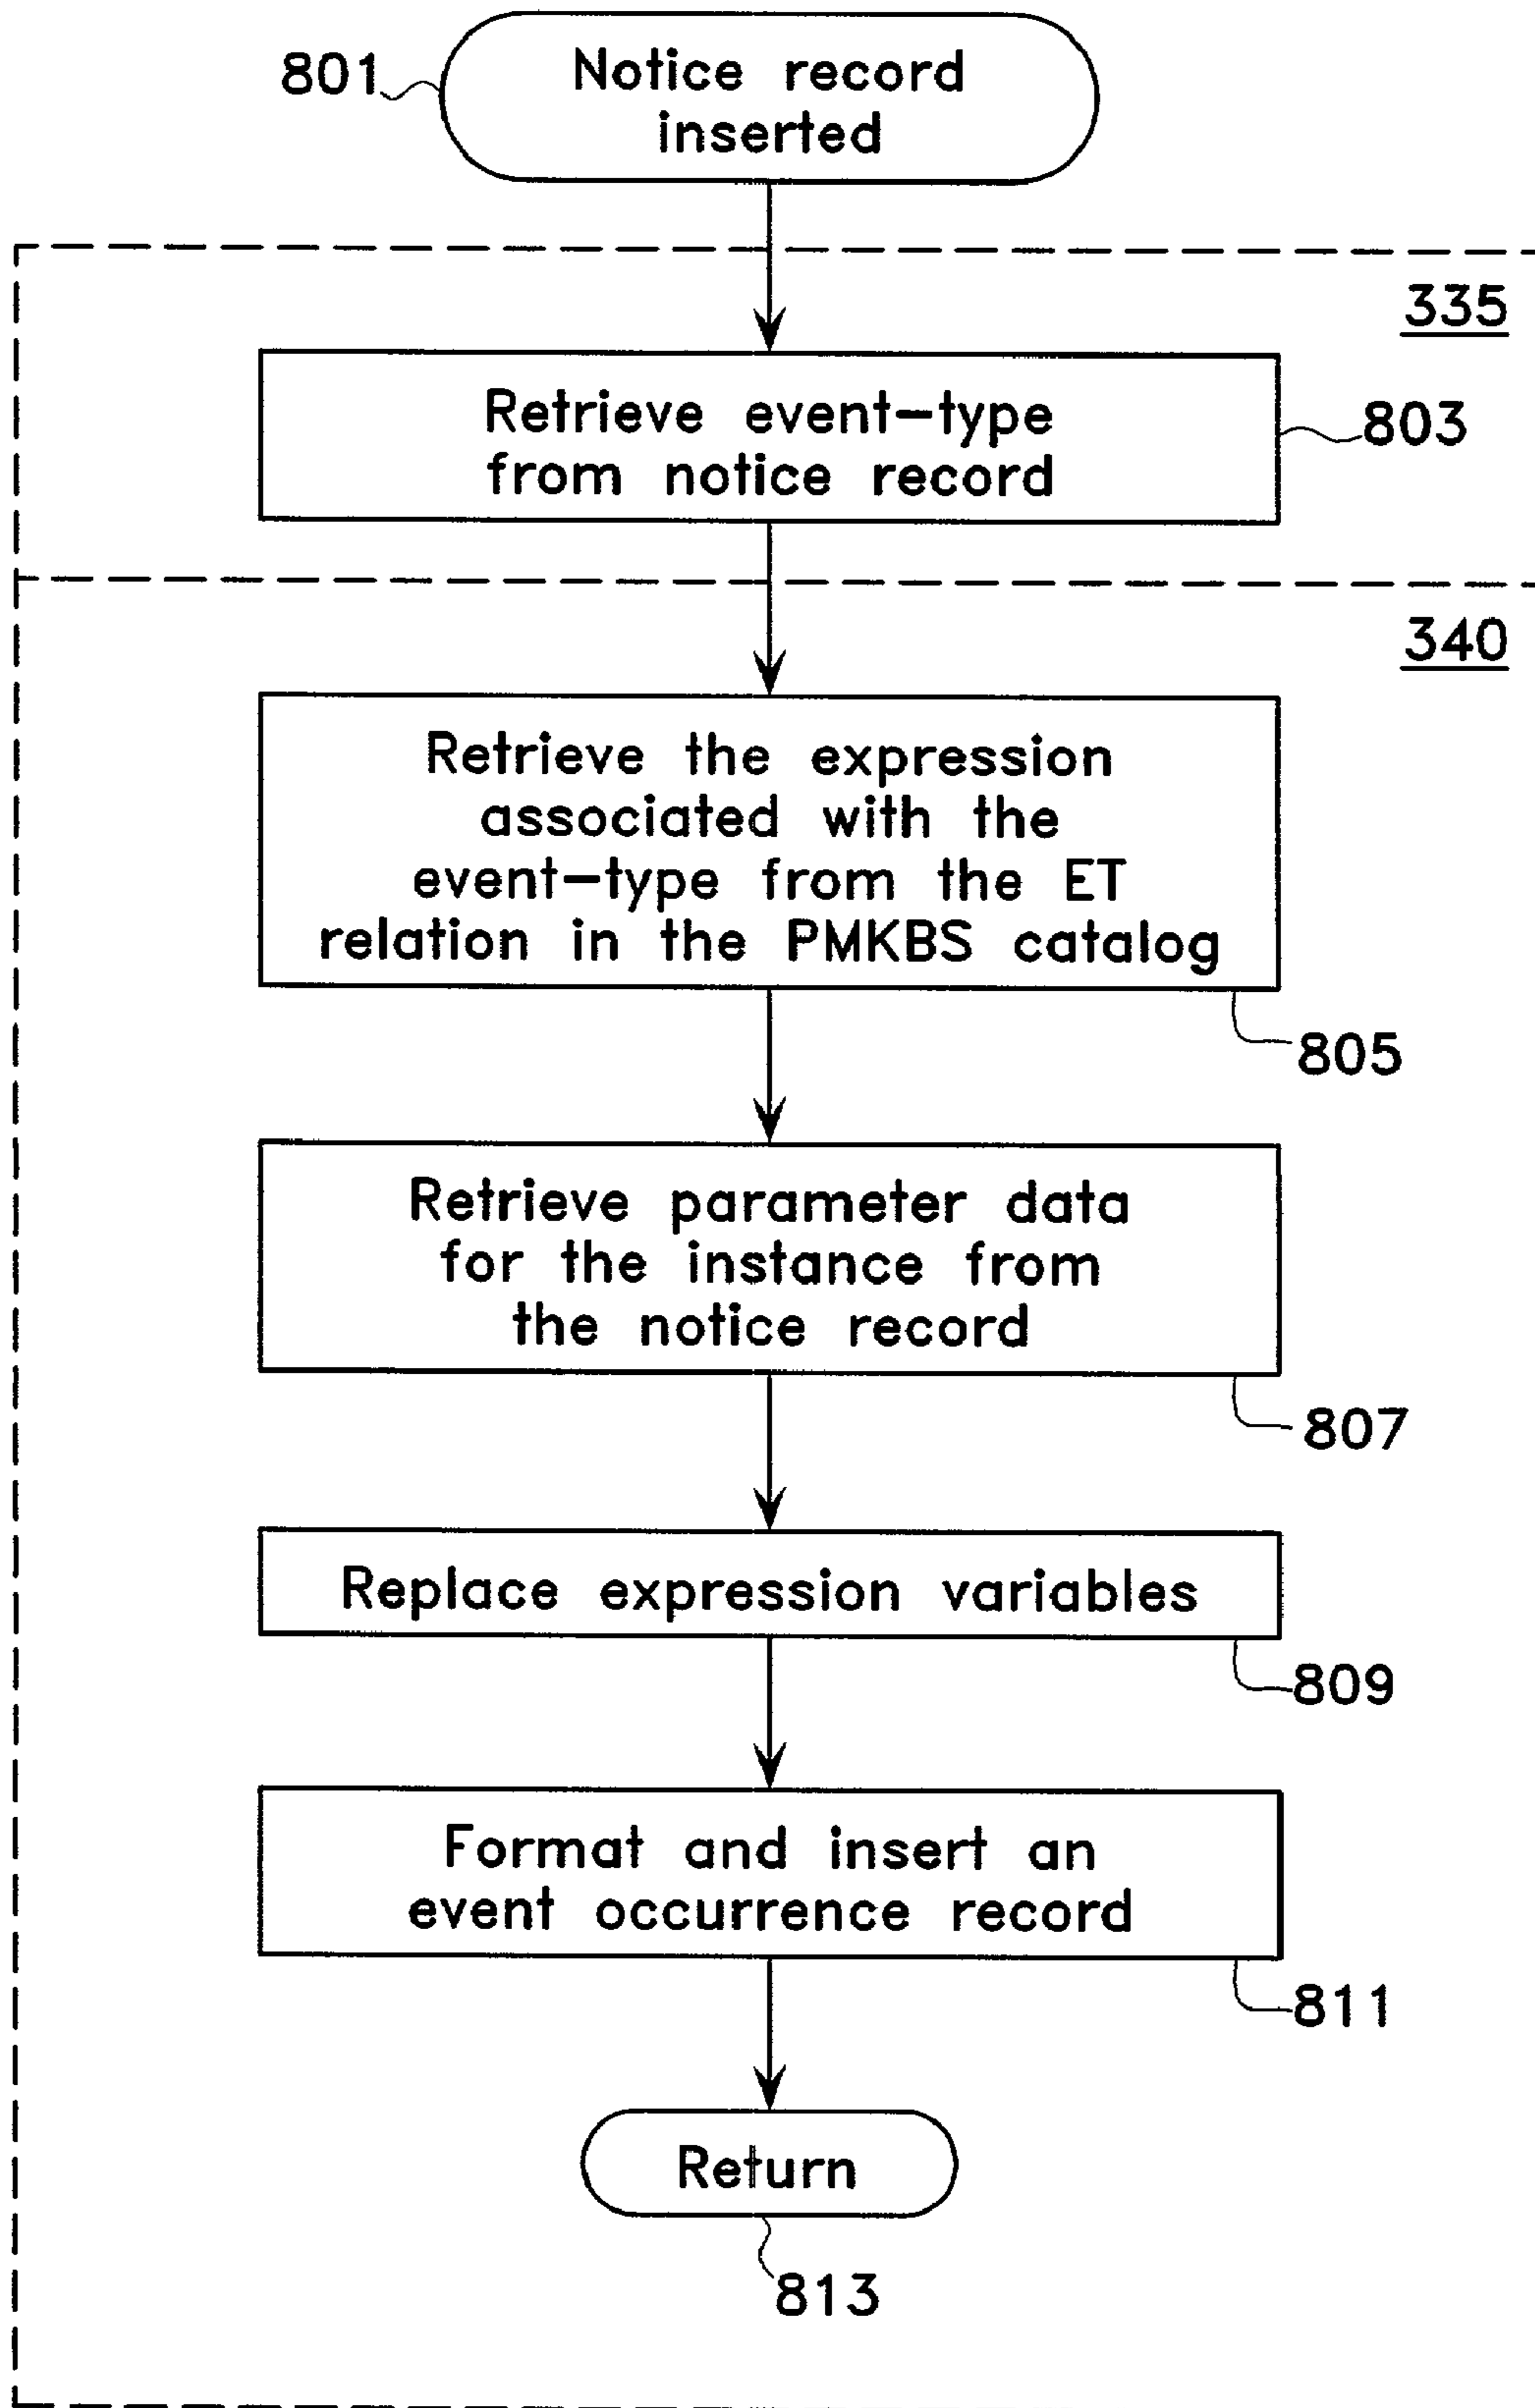 801
Notice record
inserted
335
Retrieve event-type
from notice record
803
340
Retrieve the expression
associated with the
event-type from the ET
relation in the PMKBS catalog
805
Retrieve parameter data
for the instance from
the notice record
807
Replace expression variables
809
Format and insert an
event occurrence record
811
Return
813